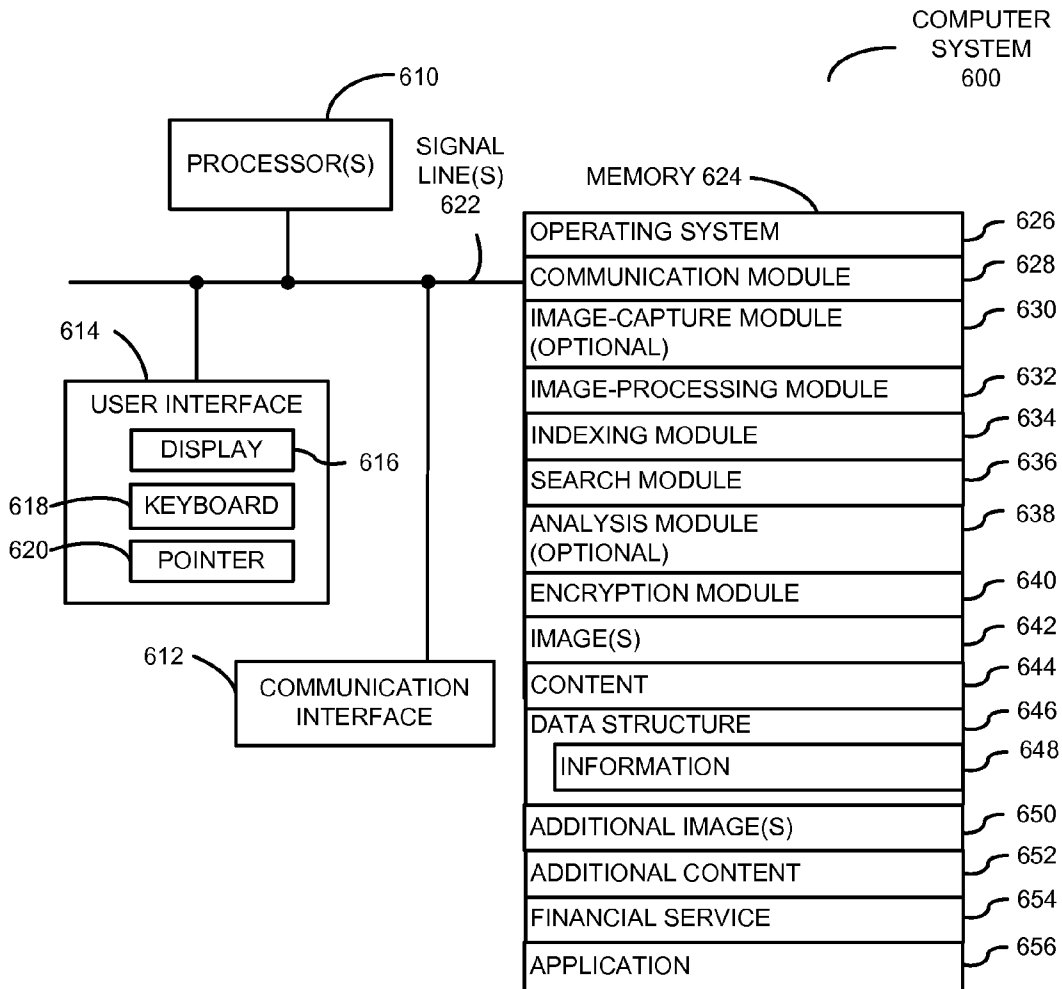 COMPUTER
SYSTEM
600
610
PROCESSOR(S)
SIGNAL
LINE(S)
622
614
USER INTERFACE
DISPLAY
616
618
KEYBOARD
620
POINTER
612
COMMUNICATION
INTERFACE
MEMORY 624
OPERATING SYSTEM
626
COMMUNICATION MODULE
628
IMAGE-CAPTURE MODULE
(OPTIONAL)
630
IMAGE-PROCESSING MODULE
632
INDEXING MODULE
634
SEARCH MODULE
636
ANALYSIS MODULE
(OPTIONAL)
638
ENCRYPTION MODULE
640
IMAGE(S)
642
CONTENT
644
DATA STRUCTURE
646
INFORMATION
648
ADDITIONAL IMAGE(S)
650
ADDITIONAL CONTENT
652
FINANCIAL SERVICE
654
APPLICATION
656